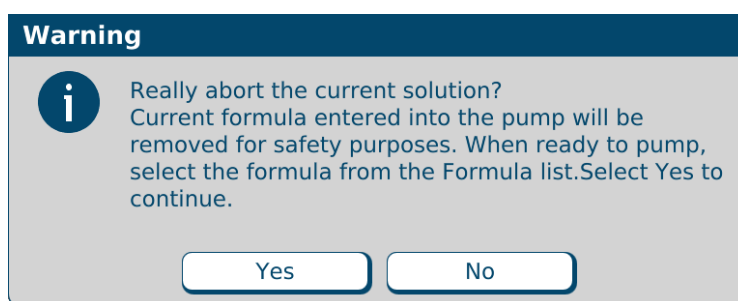 Warning
Really abort the current solution?
Current formula entered into the pump will be
removed for safety purposes. When ready to pump,
select the formula from the Formula list.Select Yes to
continue.
Yes
No